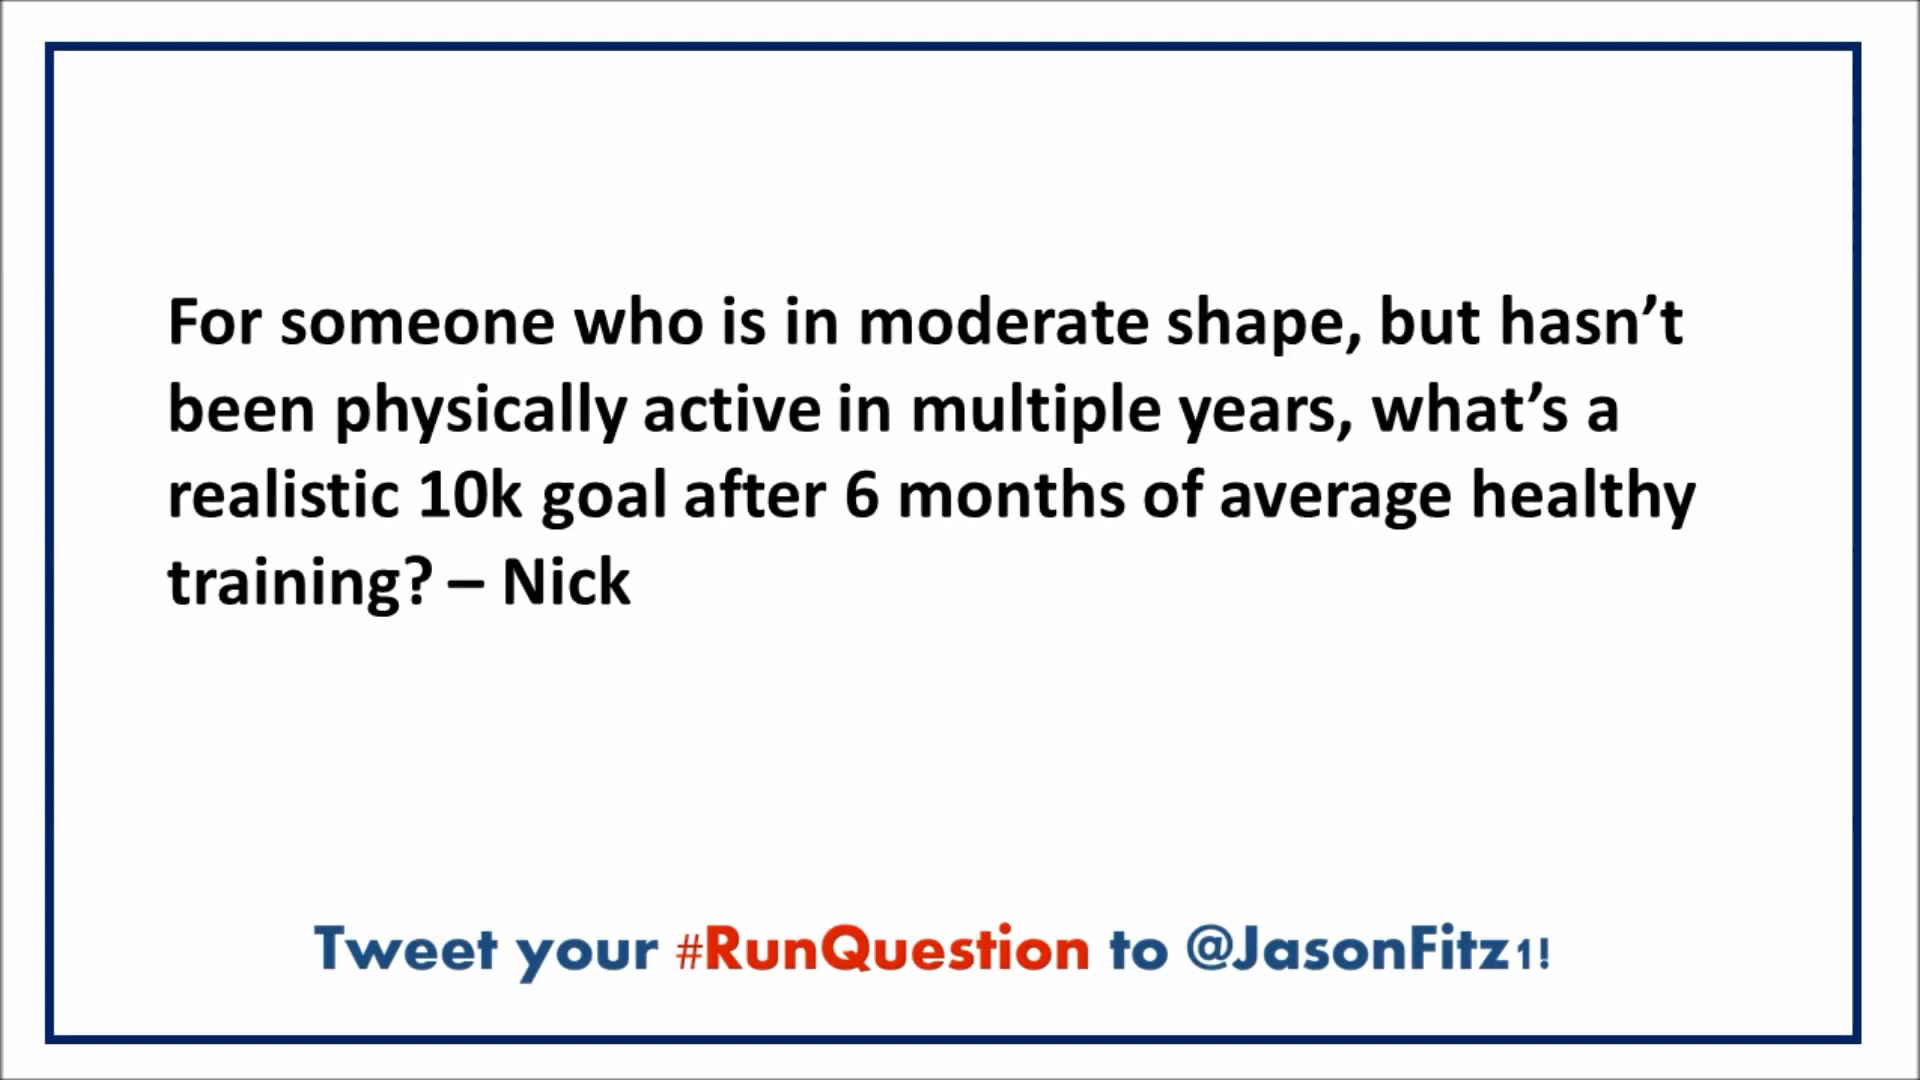 For someone who is in moderate shape, but hasn’t
been physically active in multiple years, what’s a
realistic 10k goal after 6 months of average healthy
training? – Nick
Tweet your #RunQuestion to @JasonFitz1!